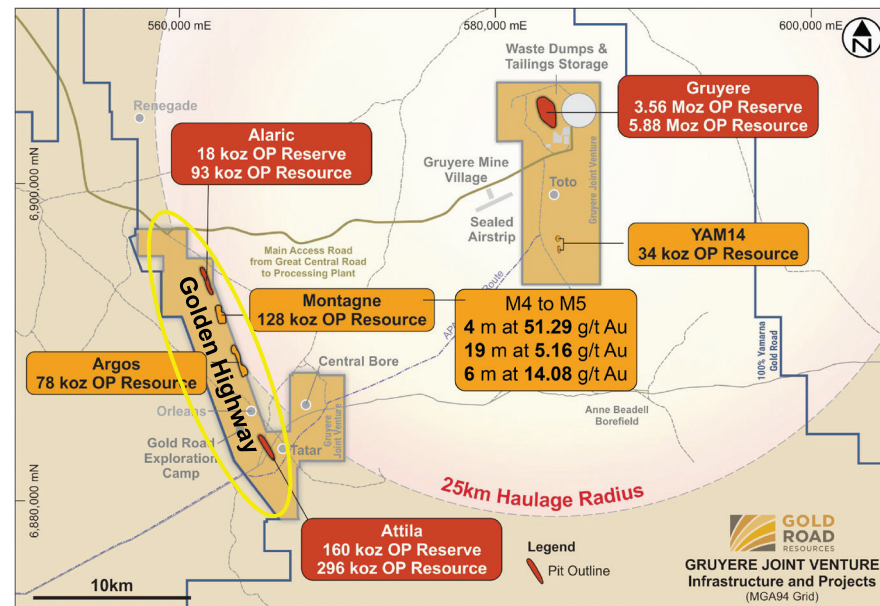 560,000 mE
580,000 mE
600,000 mE
N
Waste Dumps &
Tailings Storage
Renegade
Gruyere
3.56 Moz OP Reserve
5.88 Moz OP Resource
Alaric
18 koz OP Reserve
93 koz OP Resource
Gruyere Mine
Village
Gruyere Joint Venture
Toto
6,900,000 mN
Sealed
Airstrip
YAM14
34 koz OP Resource
Main Access Road
from Great Central Road
to Processing Plant
Golden Highway
Montagne
128 koz OP Resource
APA
Route
M4 to M5
4 m at 51.29 g/t Au
19 m at 5.16 g/t Au
6 m at 14.08 g/t Au
100% Yamarna
Gold Road
Argos
78 koz OP Resource
Central Bore
Orleans
Gruyere
Joint Venture
Anne Beadell
Borefield
Gold Road
Exploration
Camp
Tatar
25km Haulage Radius
6,880,000 mN
Attila
160 koz OP Reserve
296 koz OP Resource
Legend
Pit Outline
10km
GOLD
ROAD
RESOURCES
GRUYERE JOINT VENTURE
Infrastructure and Projects
(MGA94 Grid)